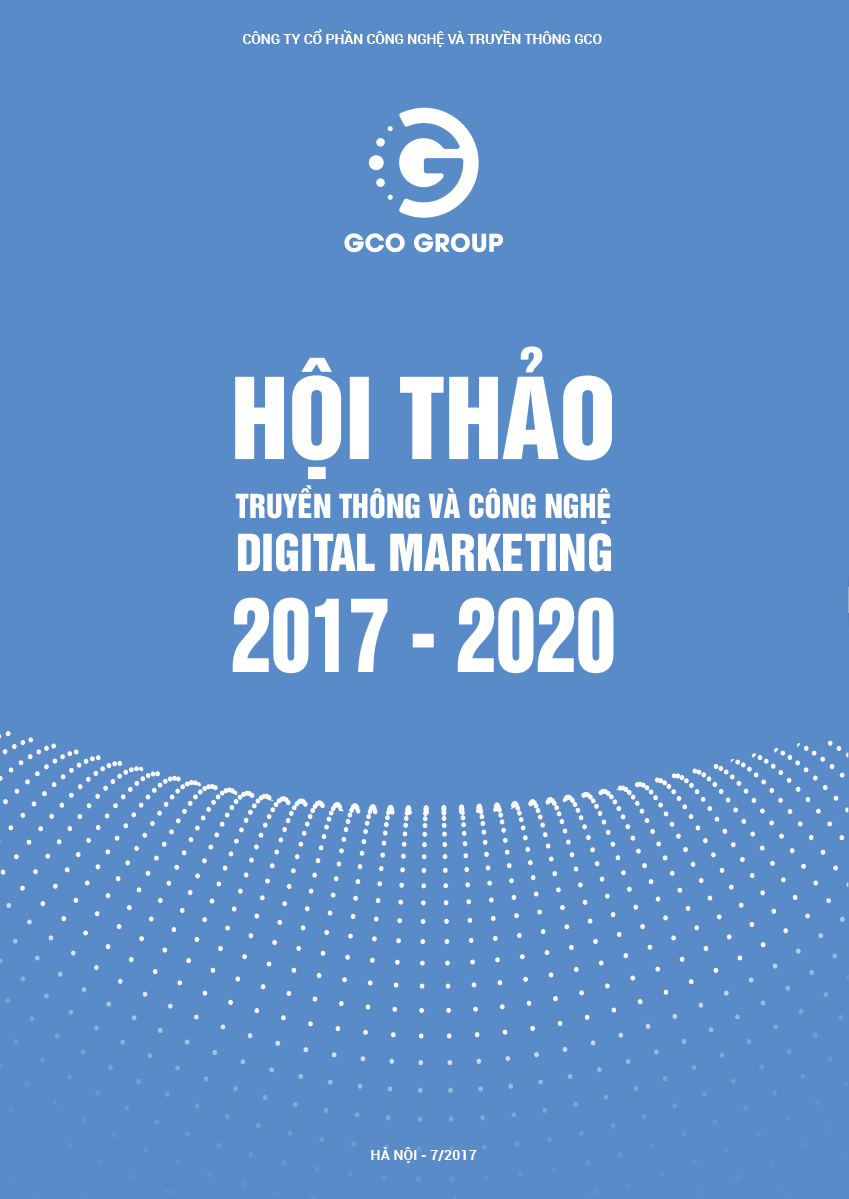 CÔNG TY CỔ PHẦN CÔNG NGHỆ VÀ TRUYỀN THÔNG GCO
GCO GROUP
HỘI THẢO
TRUYỀN THÔNG VÀ CÔNG NGHỆ
DIGITAL MARKETING
2017 - 2020
HÀ NỘI - 7/2017